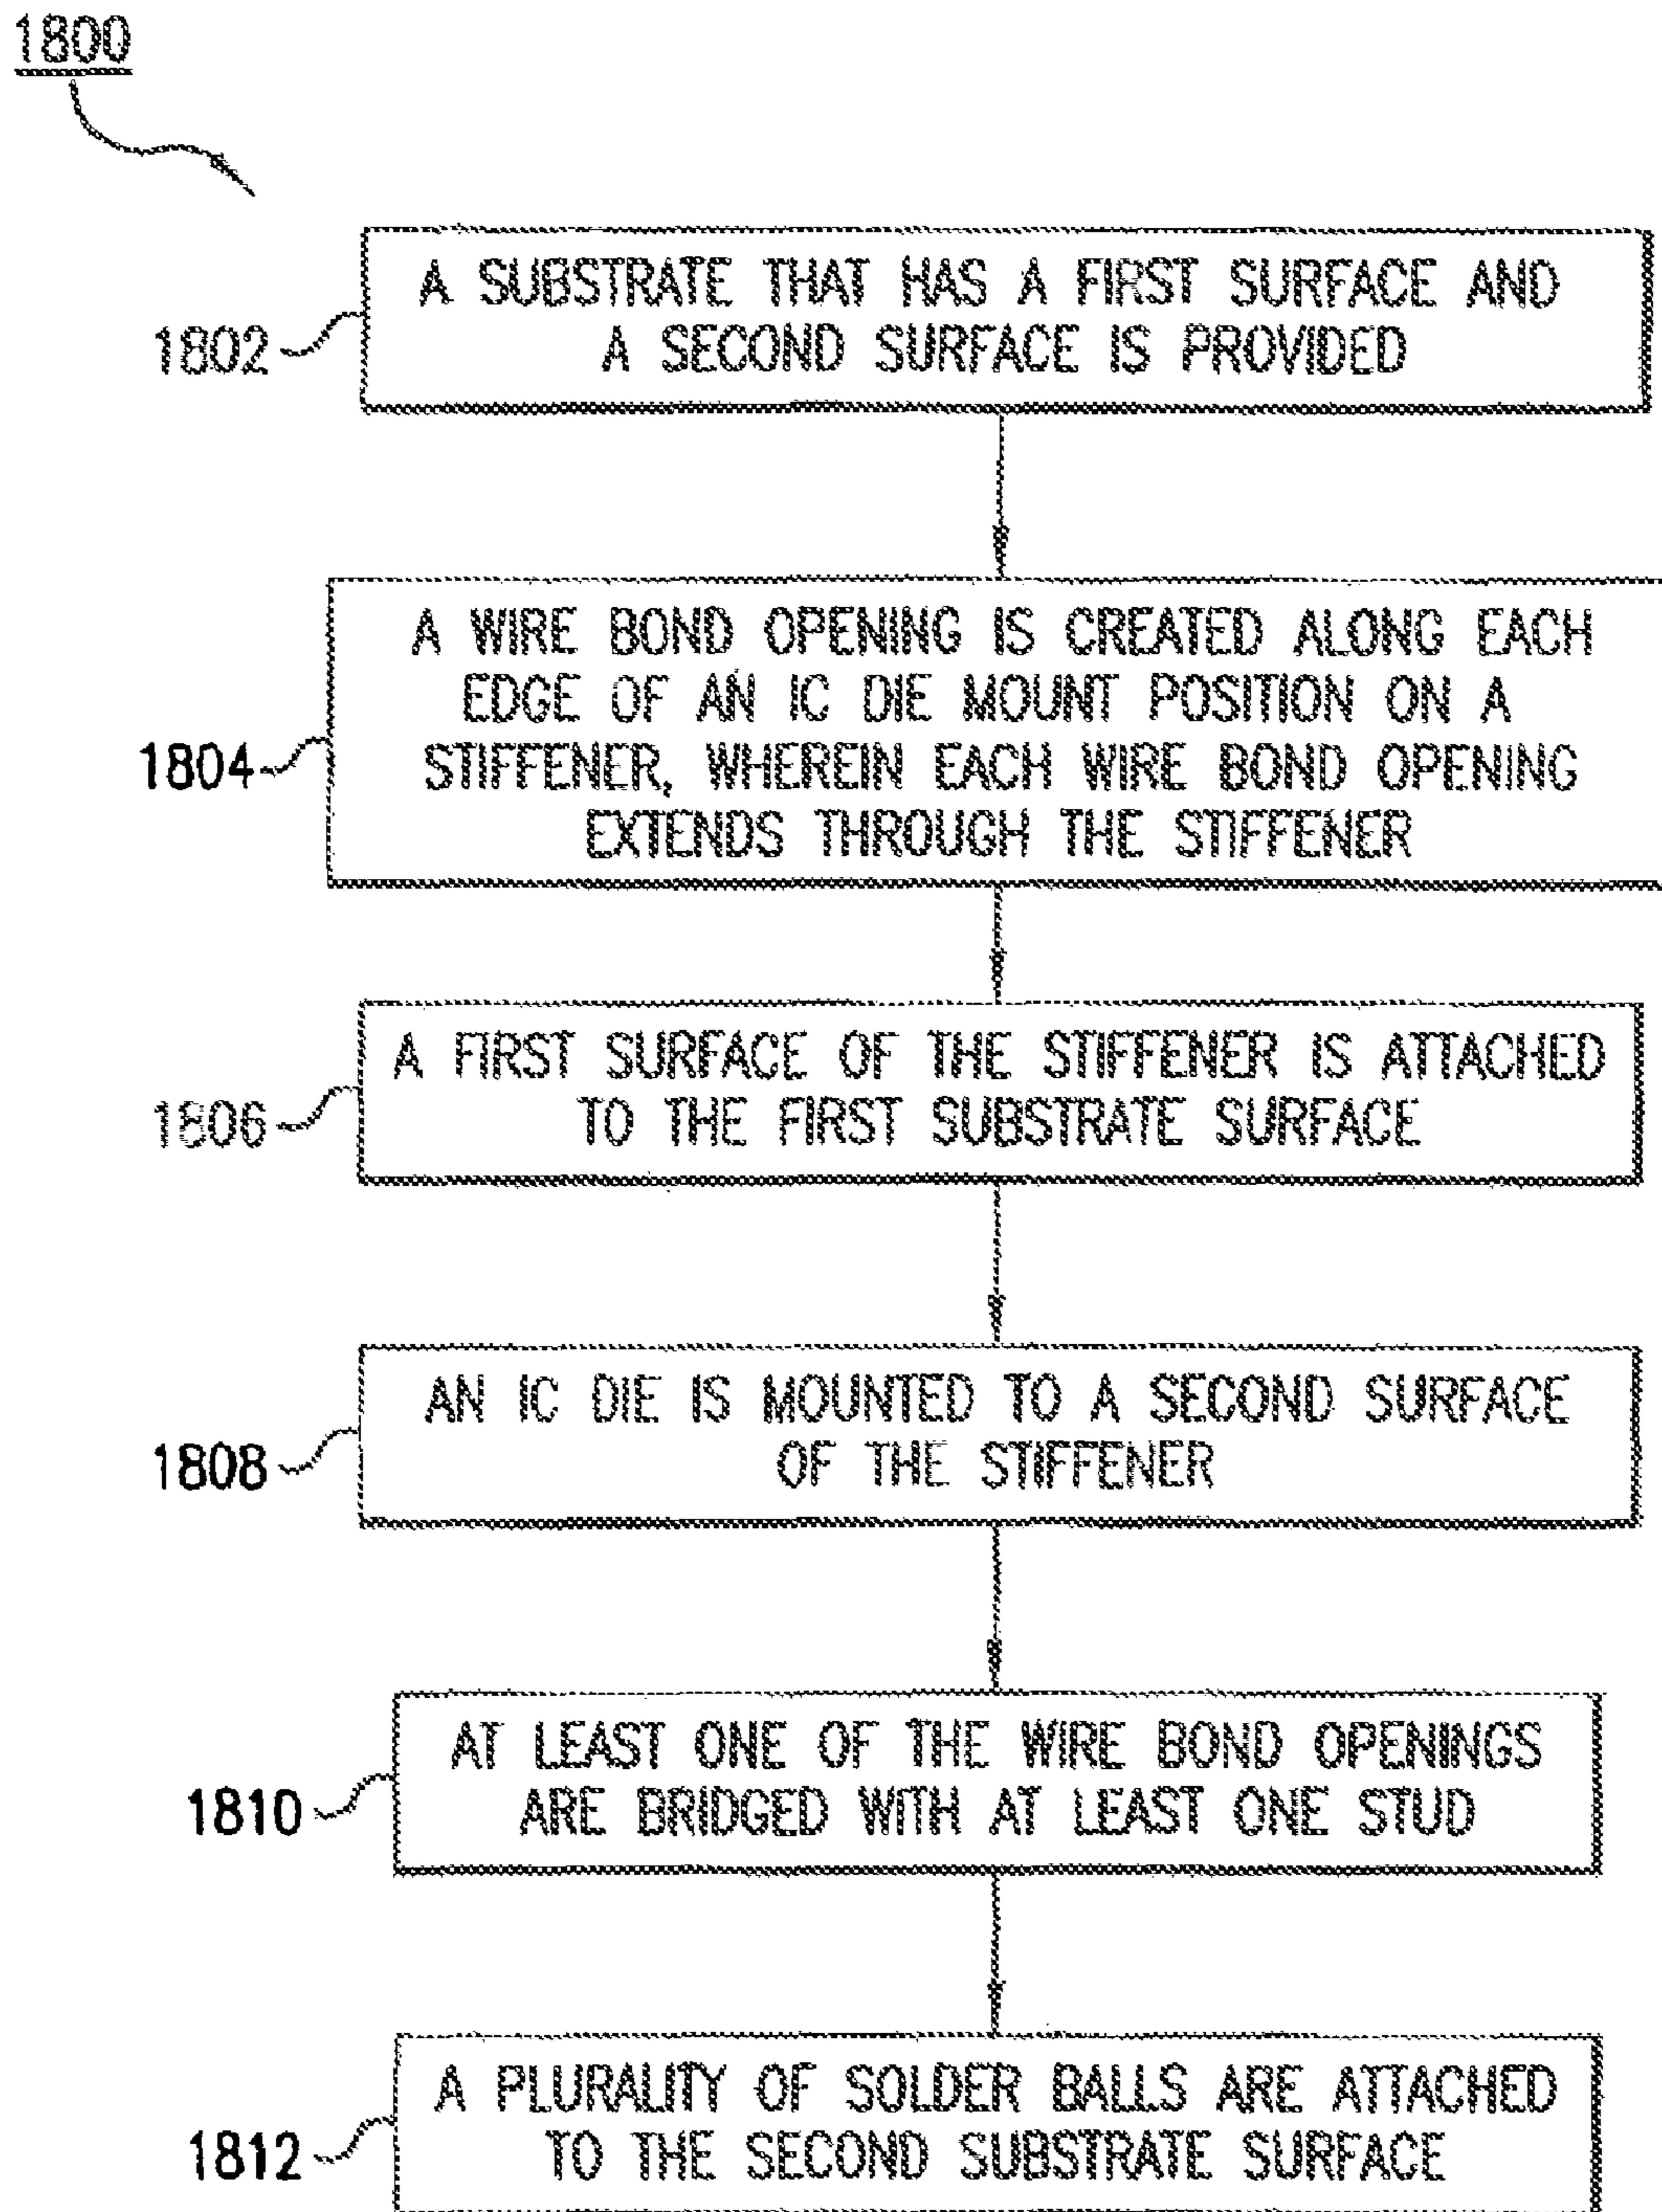 1800
A SUBSTRATE THAT HAS A FIRST SURFACE AND
A SECOND SURFACE IS PROVIDED
1802
A WIRE BOND OPENING IS CREATED ALONG EACH
EDGE OF AN IC DIE MOUNT POSITION ON A
STIFFENER, WHEREIN EACH WIRE BOND OPENING
EXTENDS THROUGH THE STIFFENER
1804
A FIRST SURFACE OF THE STIFFENER IS ATTACHED
TO THE FIRST SUBSTRATE SURFACE
1806
AN IC DIE IS MOUNTED TO A SECOND SURFACE
OF THE STIFFENER
1808
AT LEAST ONE OF THE WIRE BOND OPENINGS
ARE BRIDGED WITH AT LEAST ONE STUD
1810
A PLURALITY OF SOLDER BALLS ARE ATTACHED
TO THE SECOND SUBSTRATE SURFACE
1812